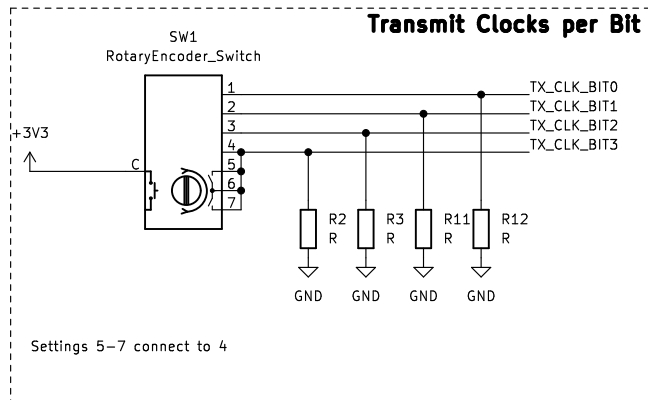 Transmit Clocks per Bit
SW1
RotaryEncoder_Switch
1 TX_CLK_BIT0
2 TX_CLK_BIT1
+3V3 3 TX_CLK_BIT2
4 TX_CLK_BIT3
C 5
6
7
R2 R3 R11 R12
R R R R
GND GND GND GND
Settings 5-7 connect to 4